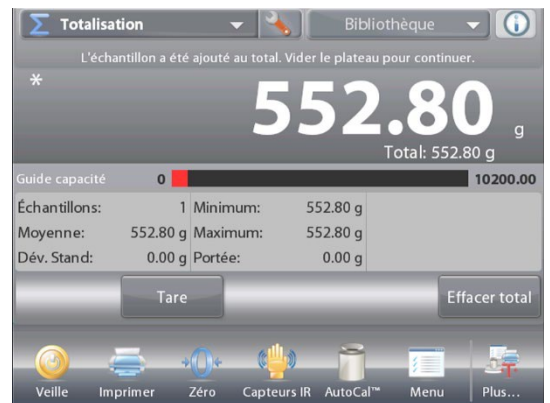 Totalisation Bibliothèque
L'échantillon a été ajouté au total. Vider le plateau pour continuer.
* 552.80 g
Total: 552.80 g
Guide capacité 0 10200.00
Échantillons: 1 Minimum: 552.80 g
Moyenne: 552.80 g Maximum: 552.80 g
Dév. Stand: 0.00 g Portée: 0.00 g
Tare Effacer total
Veille Imprimer Zéro Capteurs IR AutoCal™ Menu Plus...